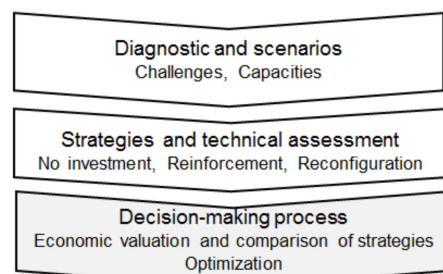 Diagnostic and scenarios
Challenges, Capacities
Strategies and technical assessment
No investment, Reinforcement, Reconfiguration
Decision-making process
Economic valuation and comparison of strategies
Optimization